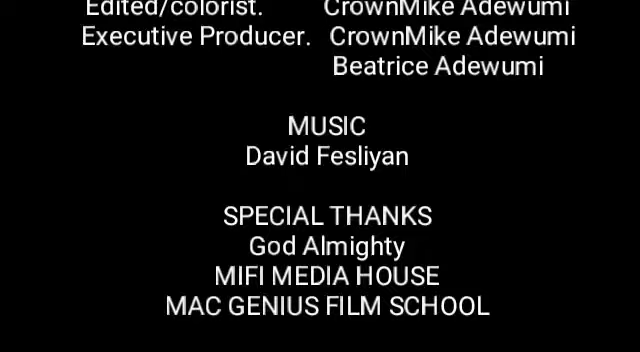 Edited/colorist. CrownMike Adewumi
Executive Producer. CrownMike Adewumi
Beatrice Adewumi
MUSIC
David Fesliyan
SPECIAL THANKS
God Almighty
MIFI MEDIA HOUSE
MAC GENIUS FILM SCHOOL